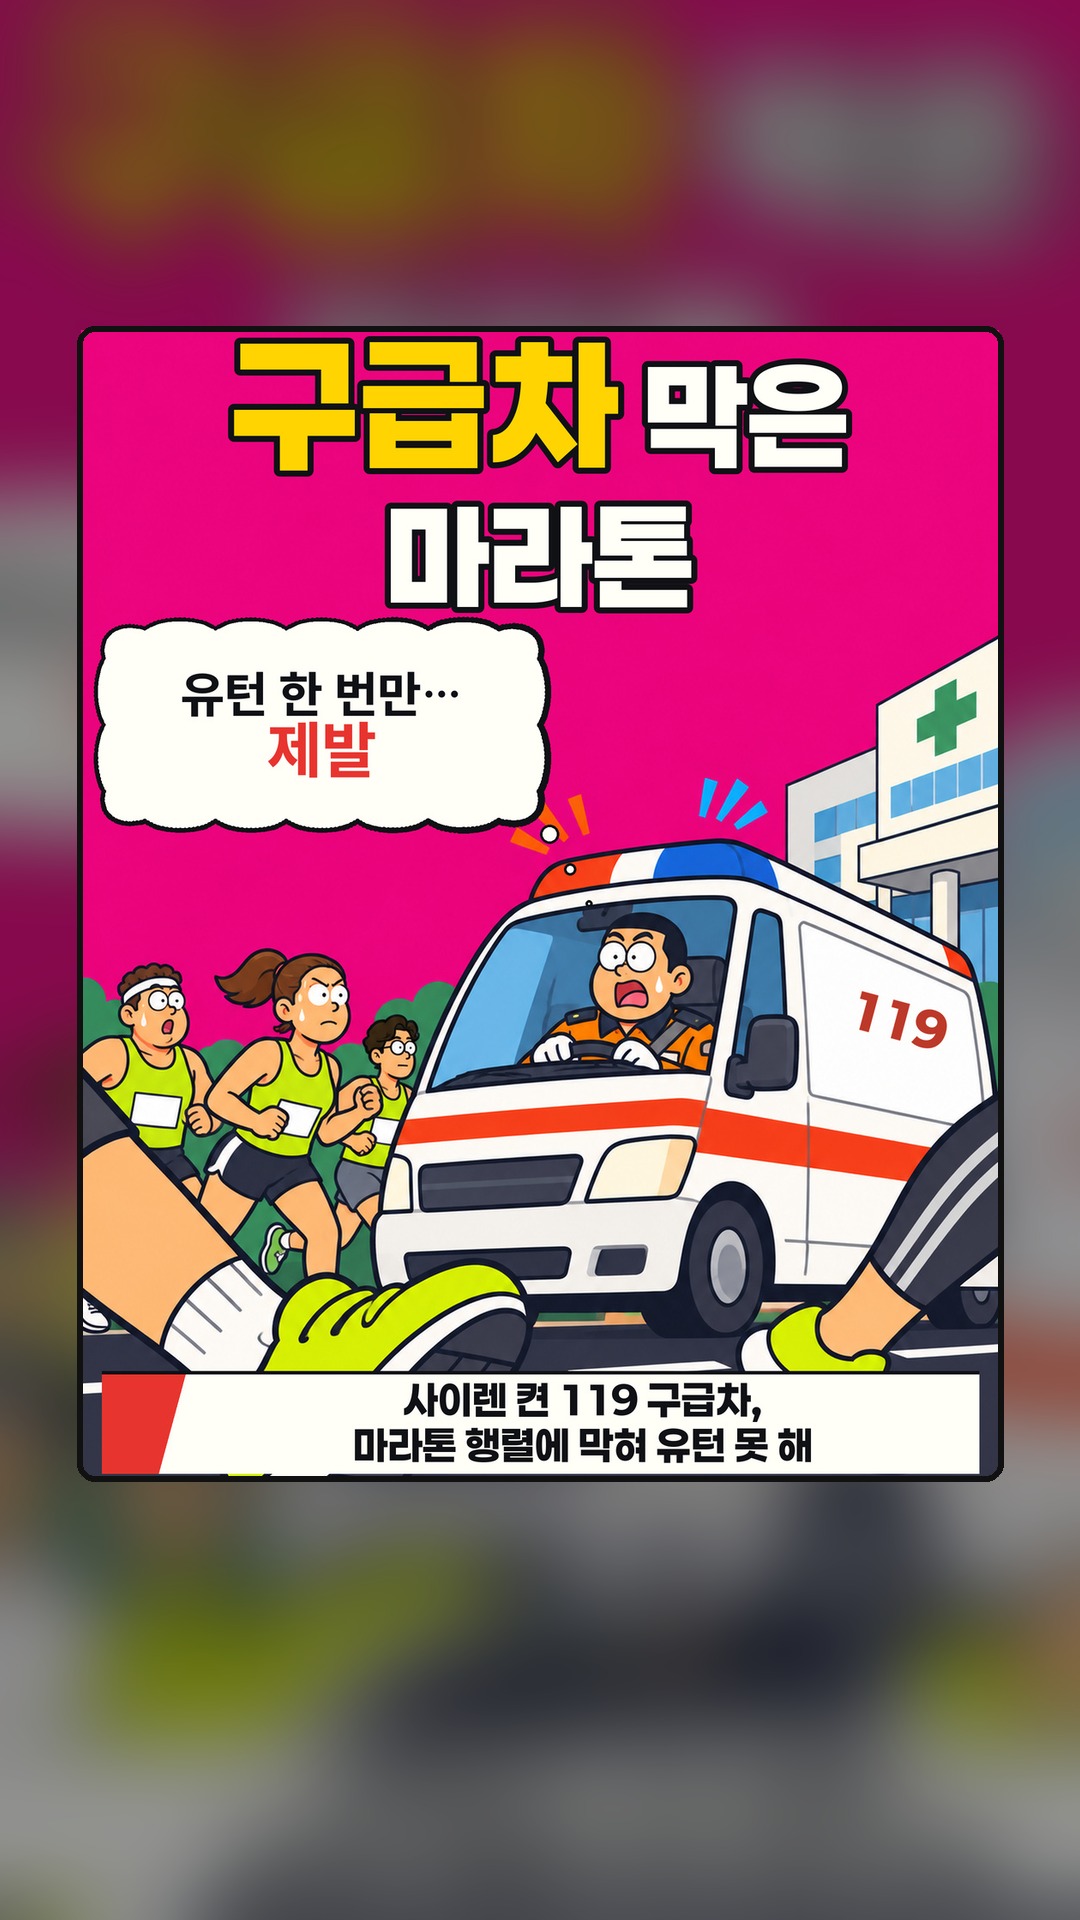 구급차 막은
마라톤
유턴 한 번만…
제발
119
사이렌 켠 119 구급차,
마라톤 행렬에 막혀 유턴 못 해